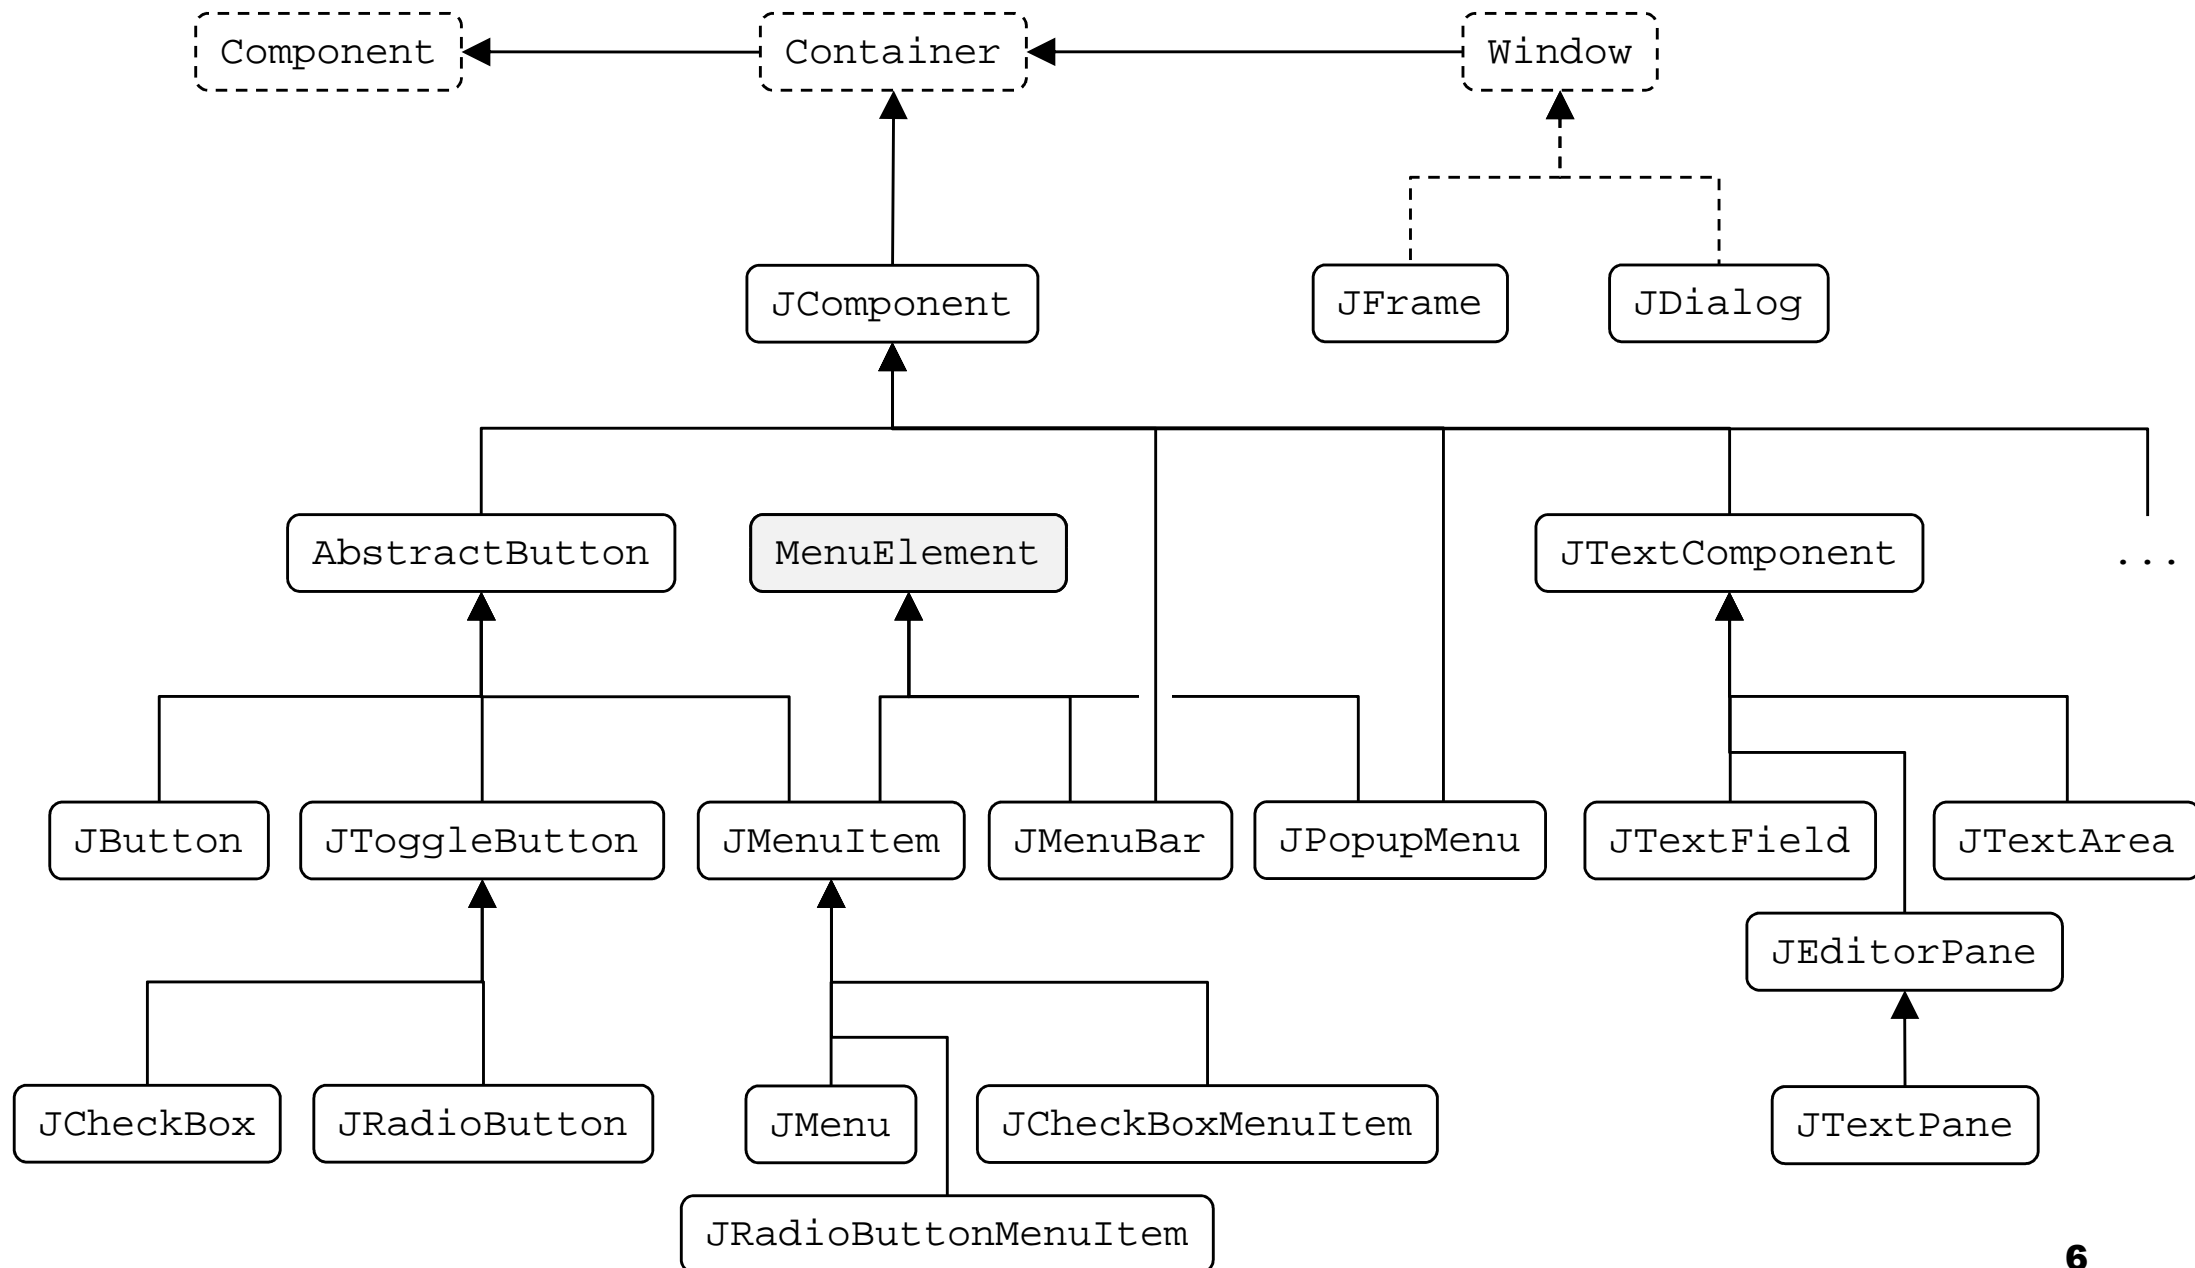 Component
Container
Window
JComponent
JFrame
JDialog
AbstractButton
MenuElement
JTextComponent
...
JButton
JToggleButton
JMenuItem
JMenuBar
JPopupMenu
JTextField
JTextArea
JEditorPane
JCheckBox
JRadioButton
JMenu
JCheckBoxMenuItem
JTextPane
JRadioButtonMenuItem
6